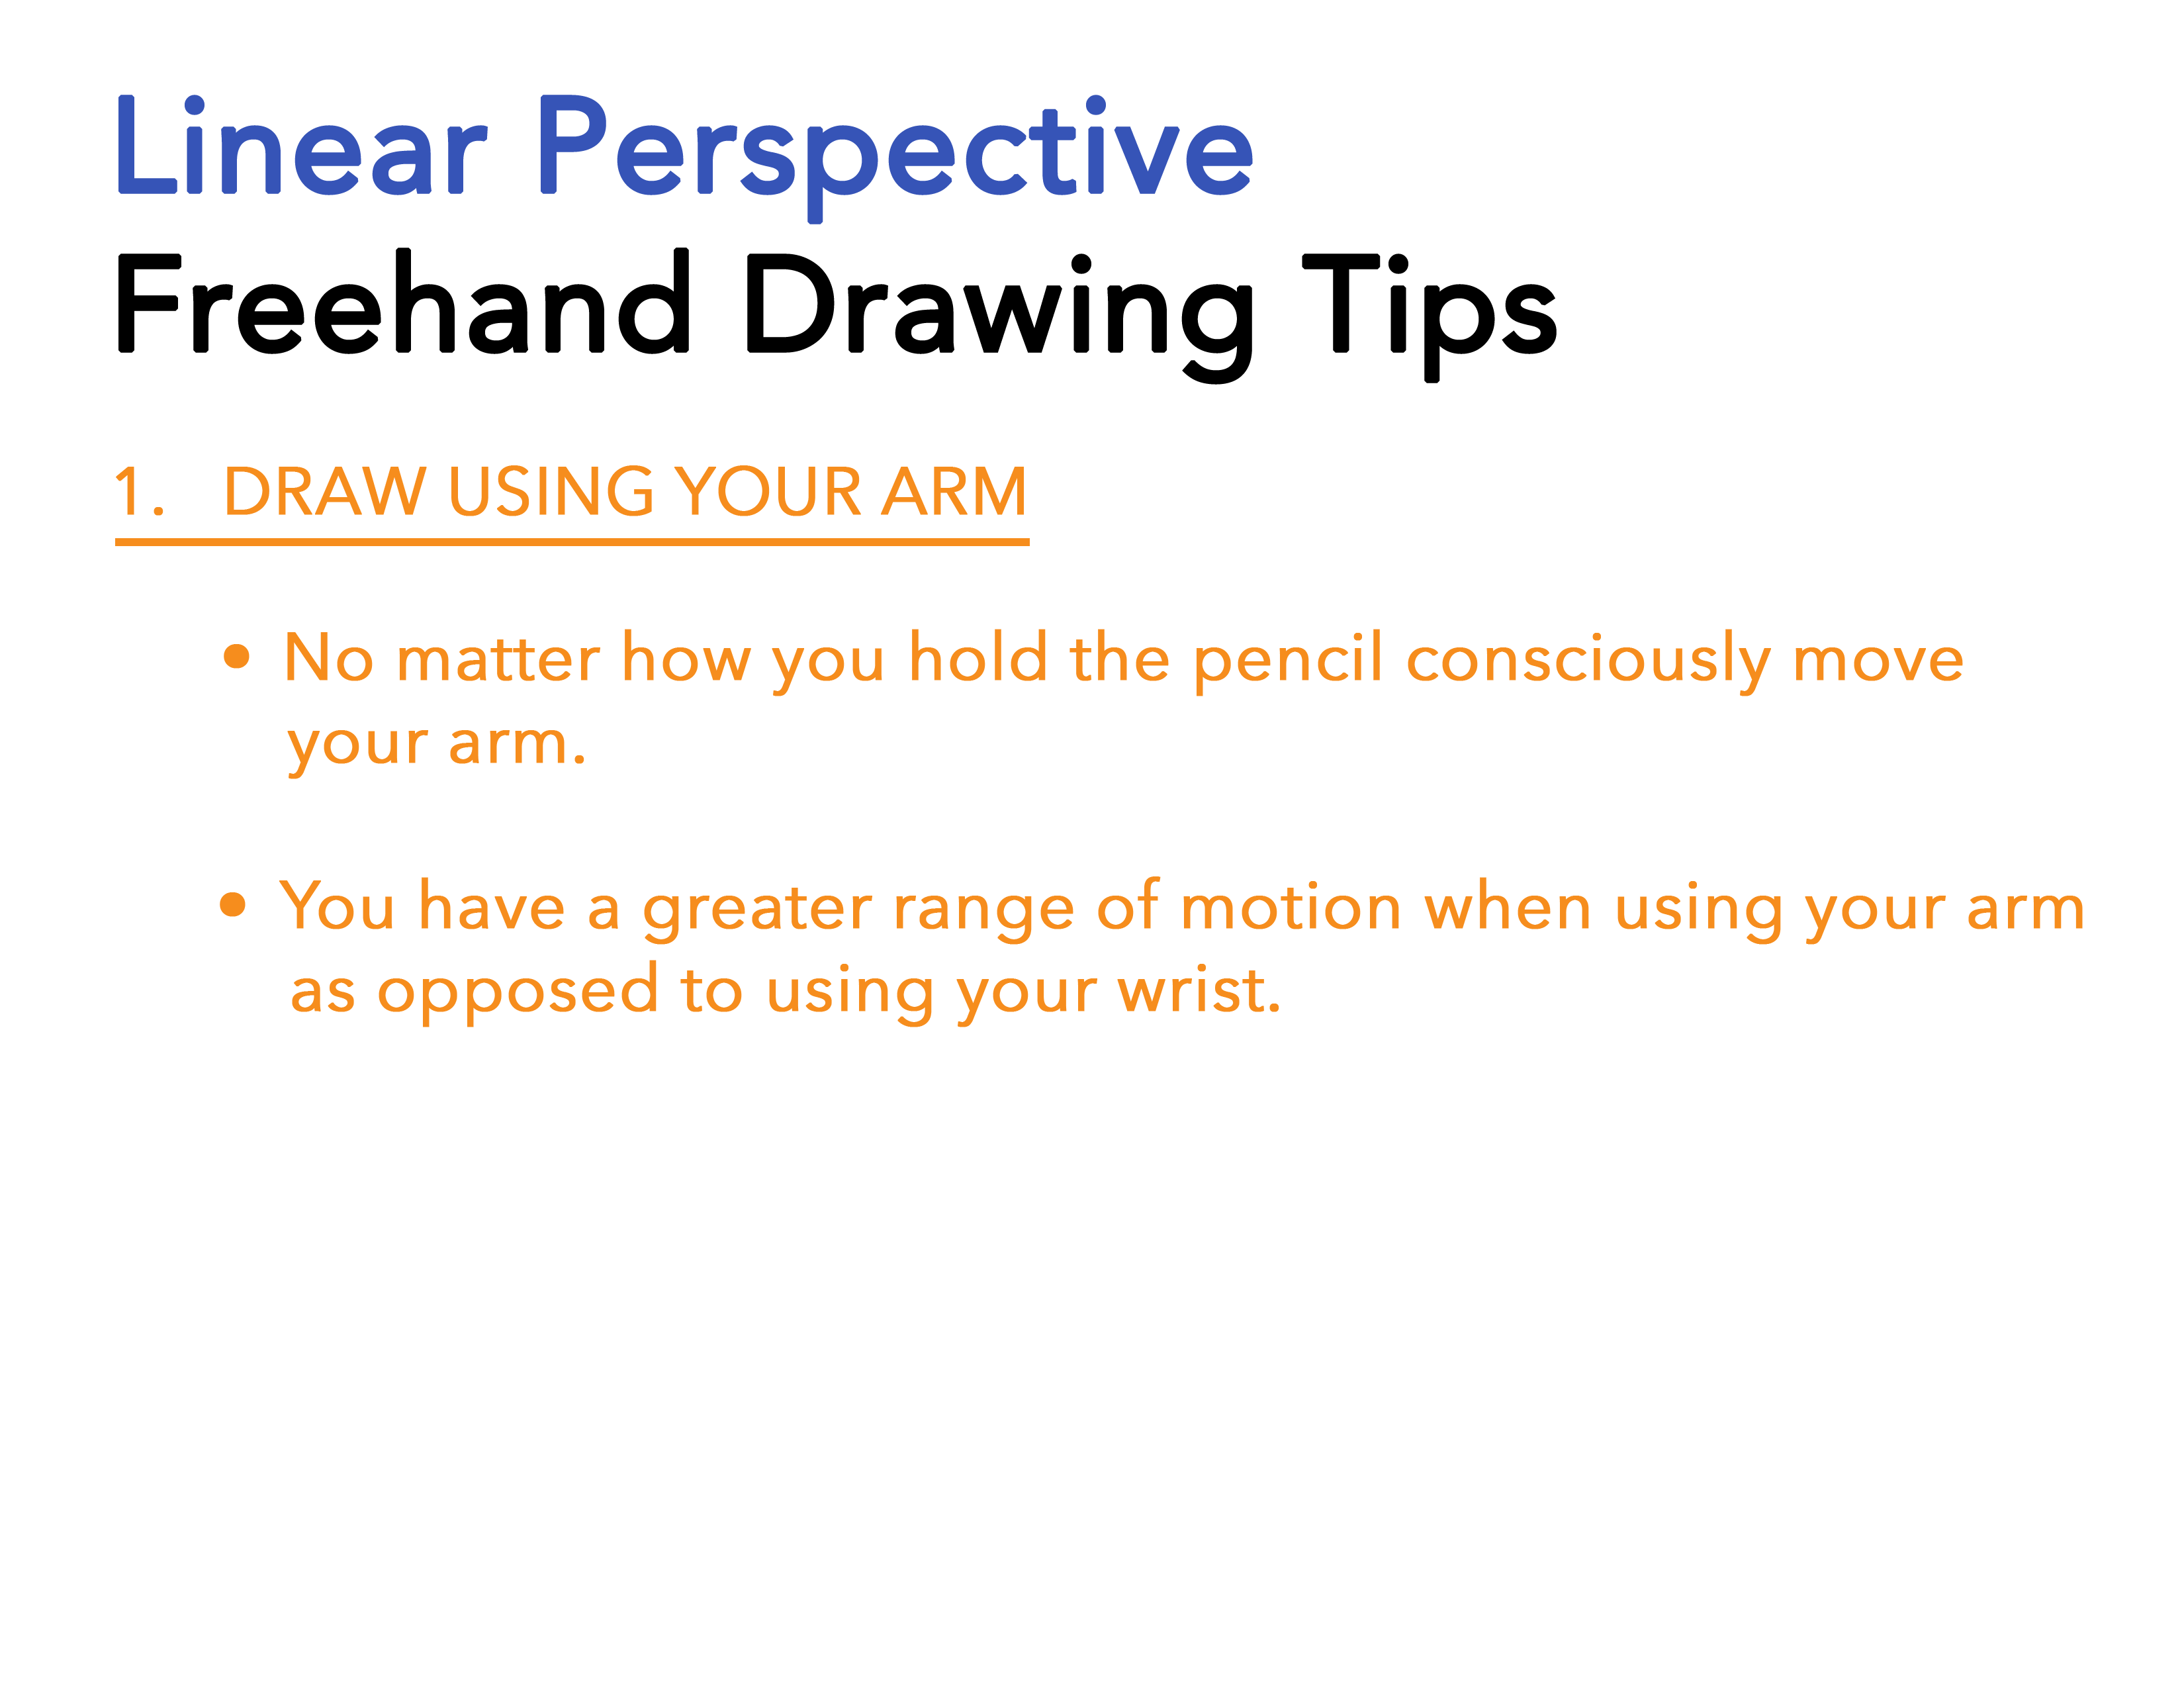 Linear Perspective
Freehand Drawing Tips
1. DRAW USING YOUR ARM
• No matter how you hold the pencil consciously move
your arm.
• You have a greater range of motion when using your arm
as opposed to using your wrist.